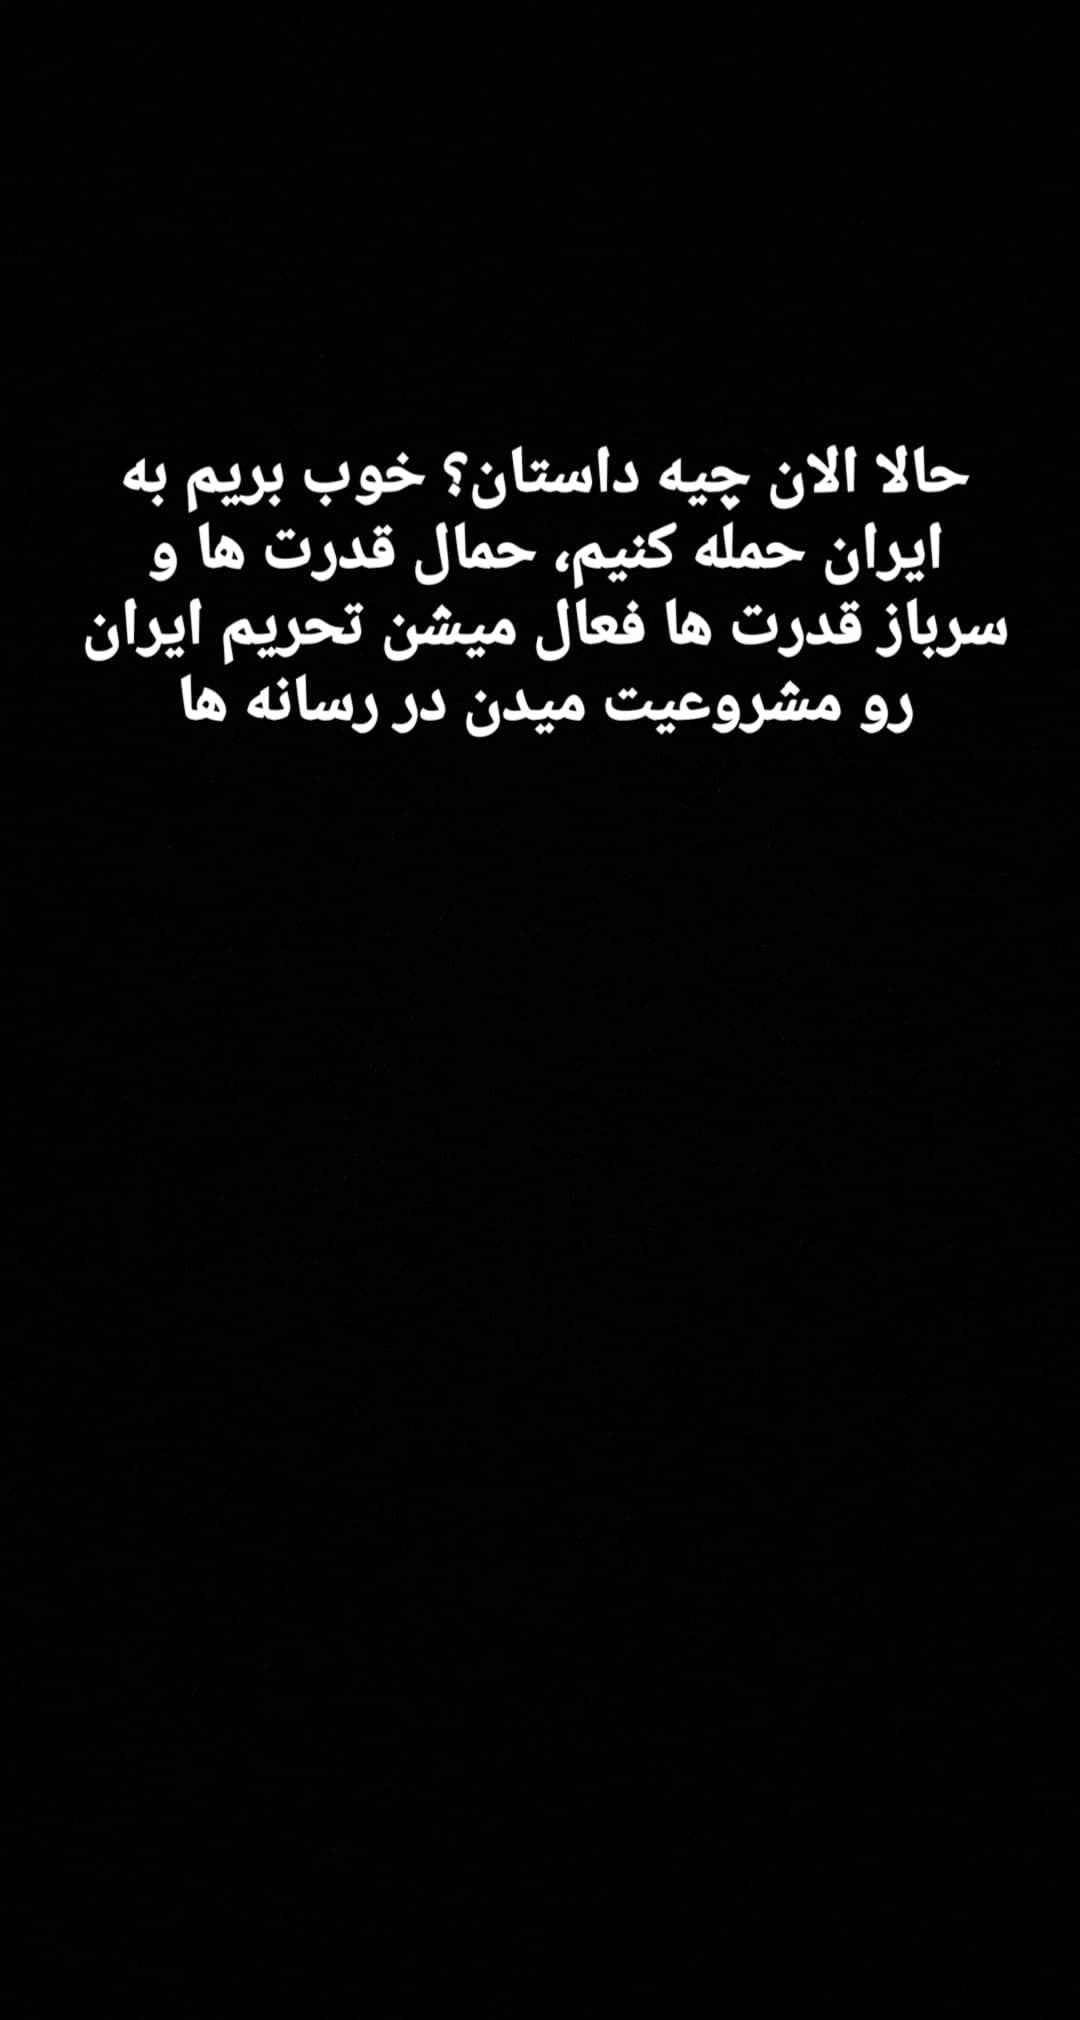 حالا الان چیه داستان؟ خوب بریم به
ایران حمله کنیم، حمال قدرت ها و
سرباز قدرت ها فعال میشن تحریم ایران
رو مشروعیت میدن در رسانه ها